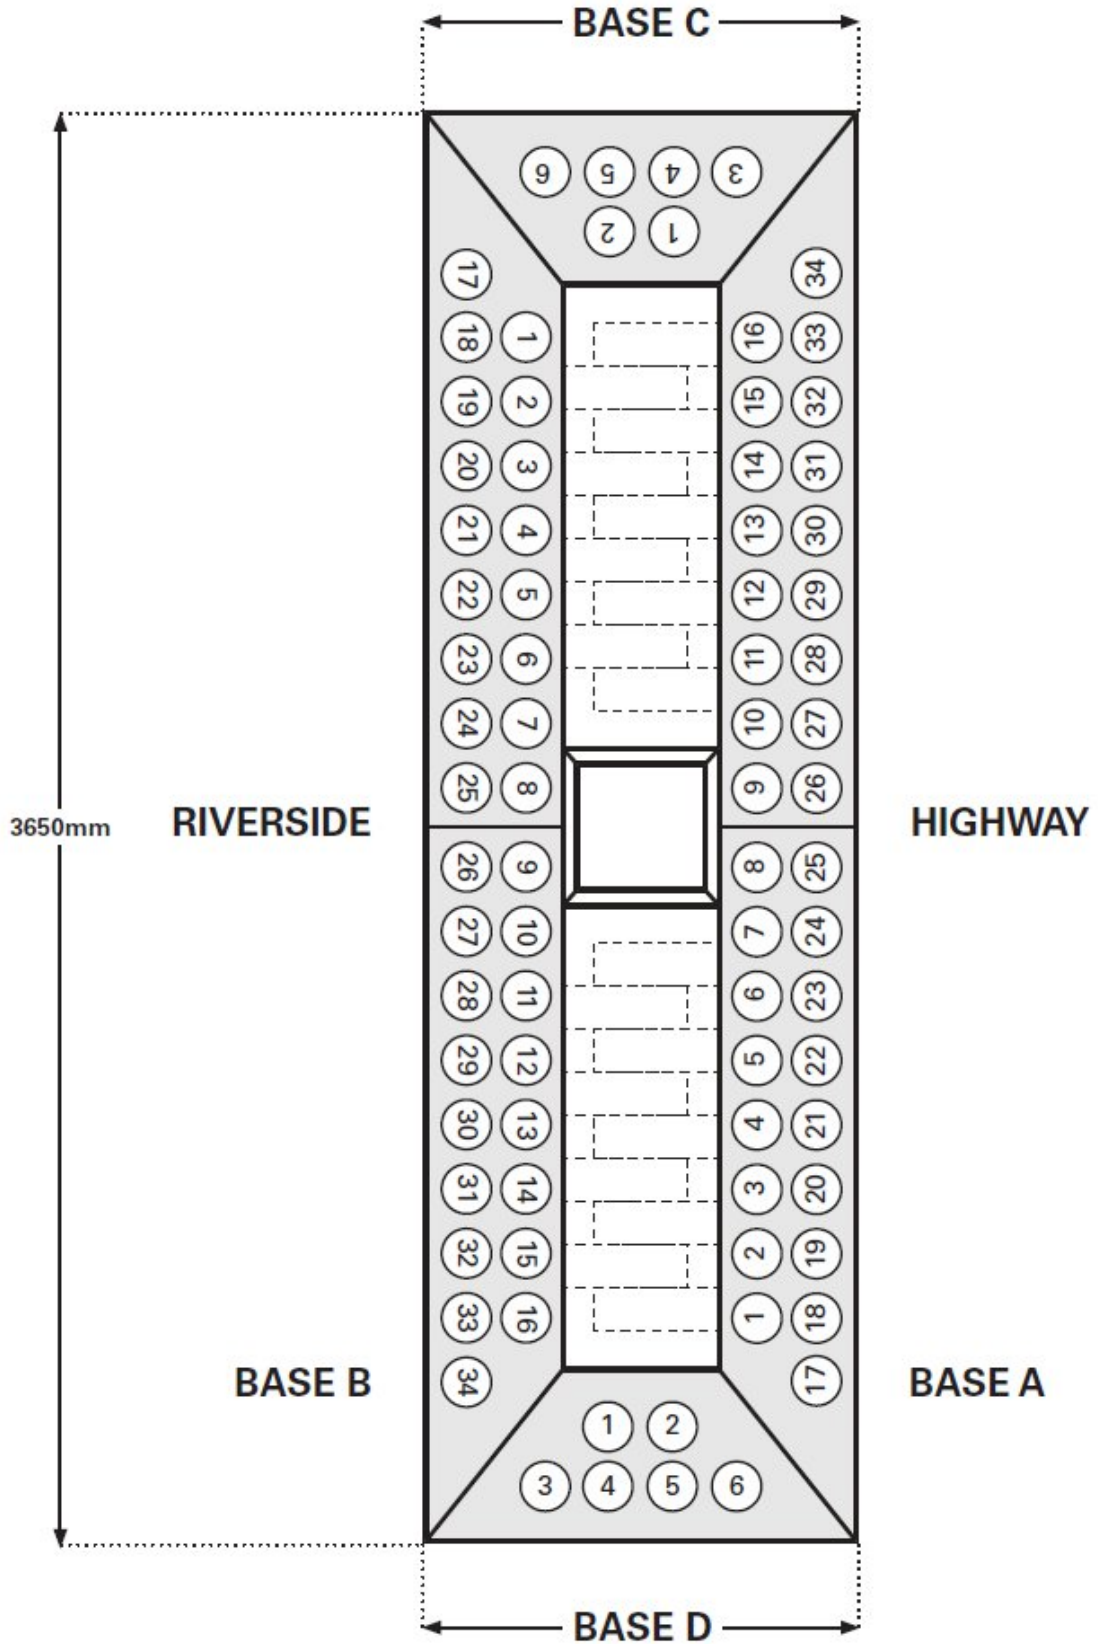 BASE C
6 5 4 3
2 1
17 34
18 1 16 33
19 2 15 32
20 3 14 31
21 4 13 30
22 5 12 29
23 6 11 28
24 7 10 27
25 8 9 26
3650mm RIVERSIDE HIGHWAY
26 9 8 25
27 10 7 24
28 11 6 23
29 12 5 22
30 13 4 21
31 14 3 20
32 15 2 19
33 16 1 18
BASE B 34 17 BASE A
1 2
3 4 5 6
BASE D